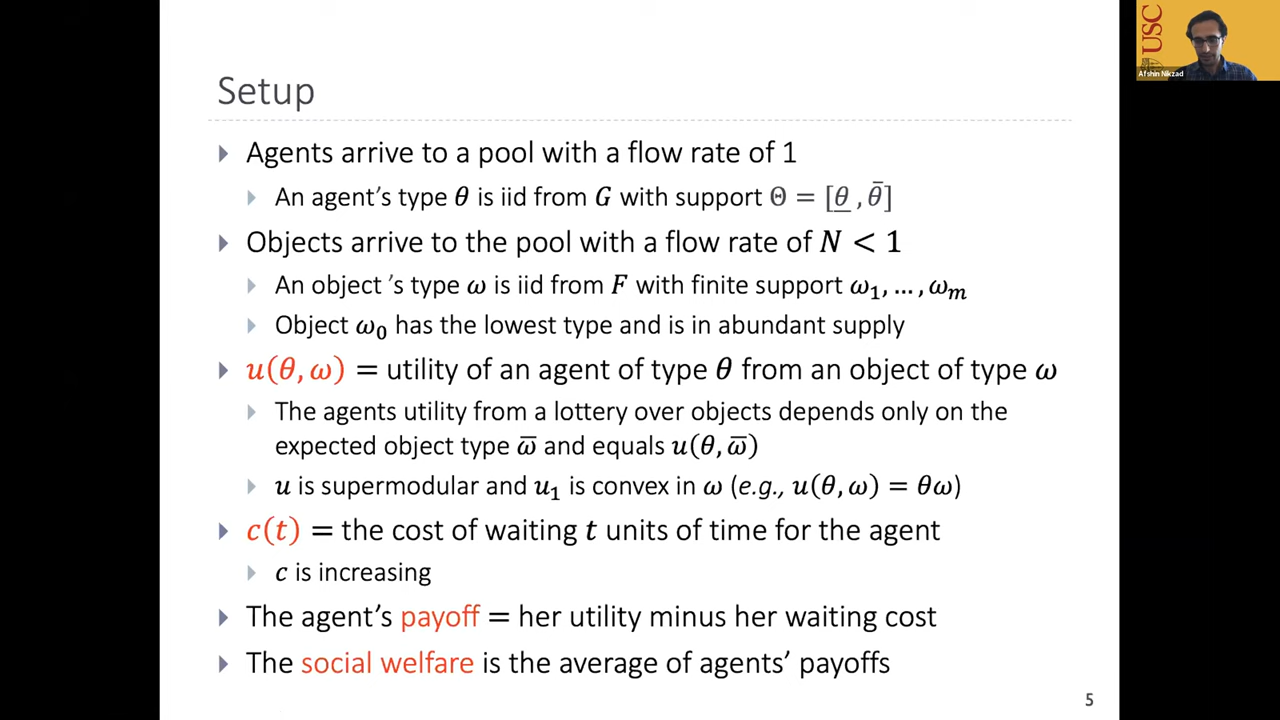 USC
Afshin Nikzad
Setup
Agents arrive to a pool with a flow rate of 1
An agent's type θ is iid from G with support Θ = [θ̲ , θ̄]
Objects arrive to the pool with a flow rate of N < 1
An object 's type ω is iid from F with finite support ω₁, … , ωₘ
Object ω₀ has the lowest type and is in abundant supply
u(θ, ω) = utility of an agent of type θ from an object of type ω
The agents utility from a lottery over objects depends only on the
expected object type ω̄ and equals u(θ, ω̄)
u is supermodular and u₁ is convex in ω (e.g., u(θ, ω) = θω)
c(t) = the cost of waiting t units of time for the agent
c is increasing
The agent's payoff = her utility minus her waiting cost
The social welfare is the average of agents' payoffs
5